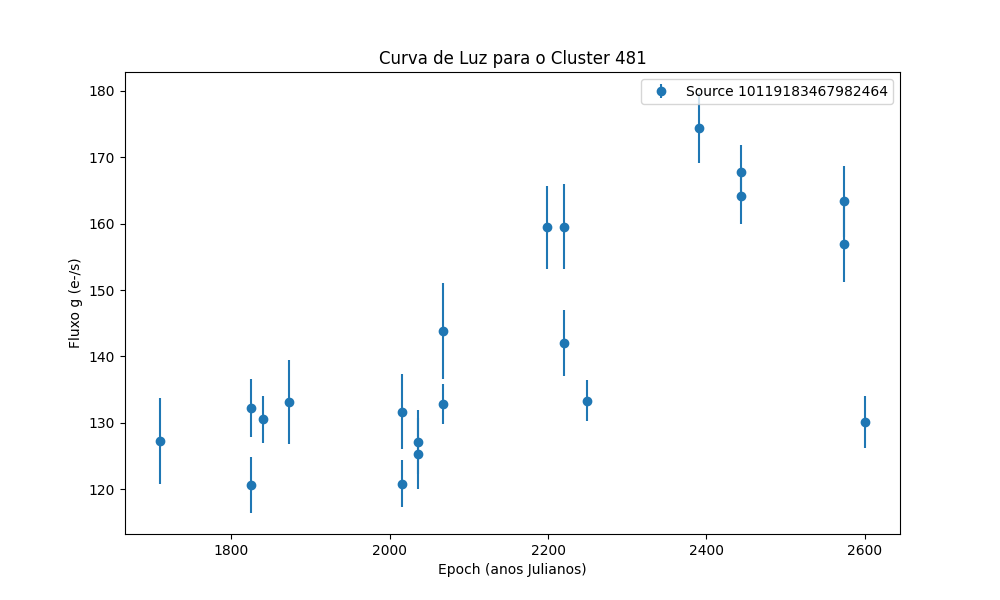 Curva de Luz para o Cluster 481
Source 10119183467982464
180
170
160
150
140
130
120
Fluxo g (e-/s)
1800 2000 2200 2400 2600
Epoch (anos Julianos)